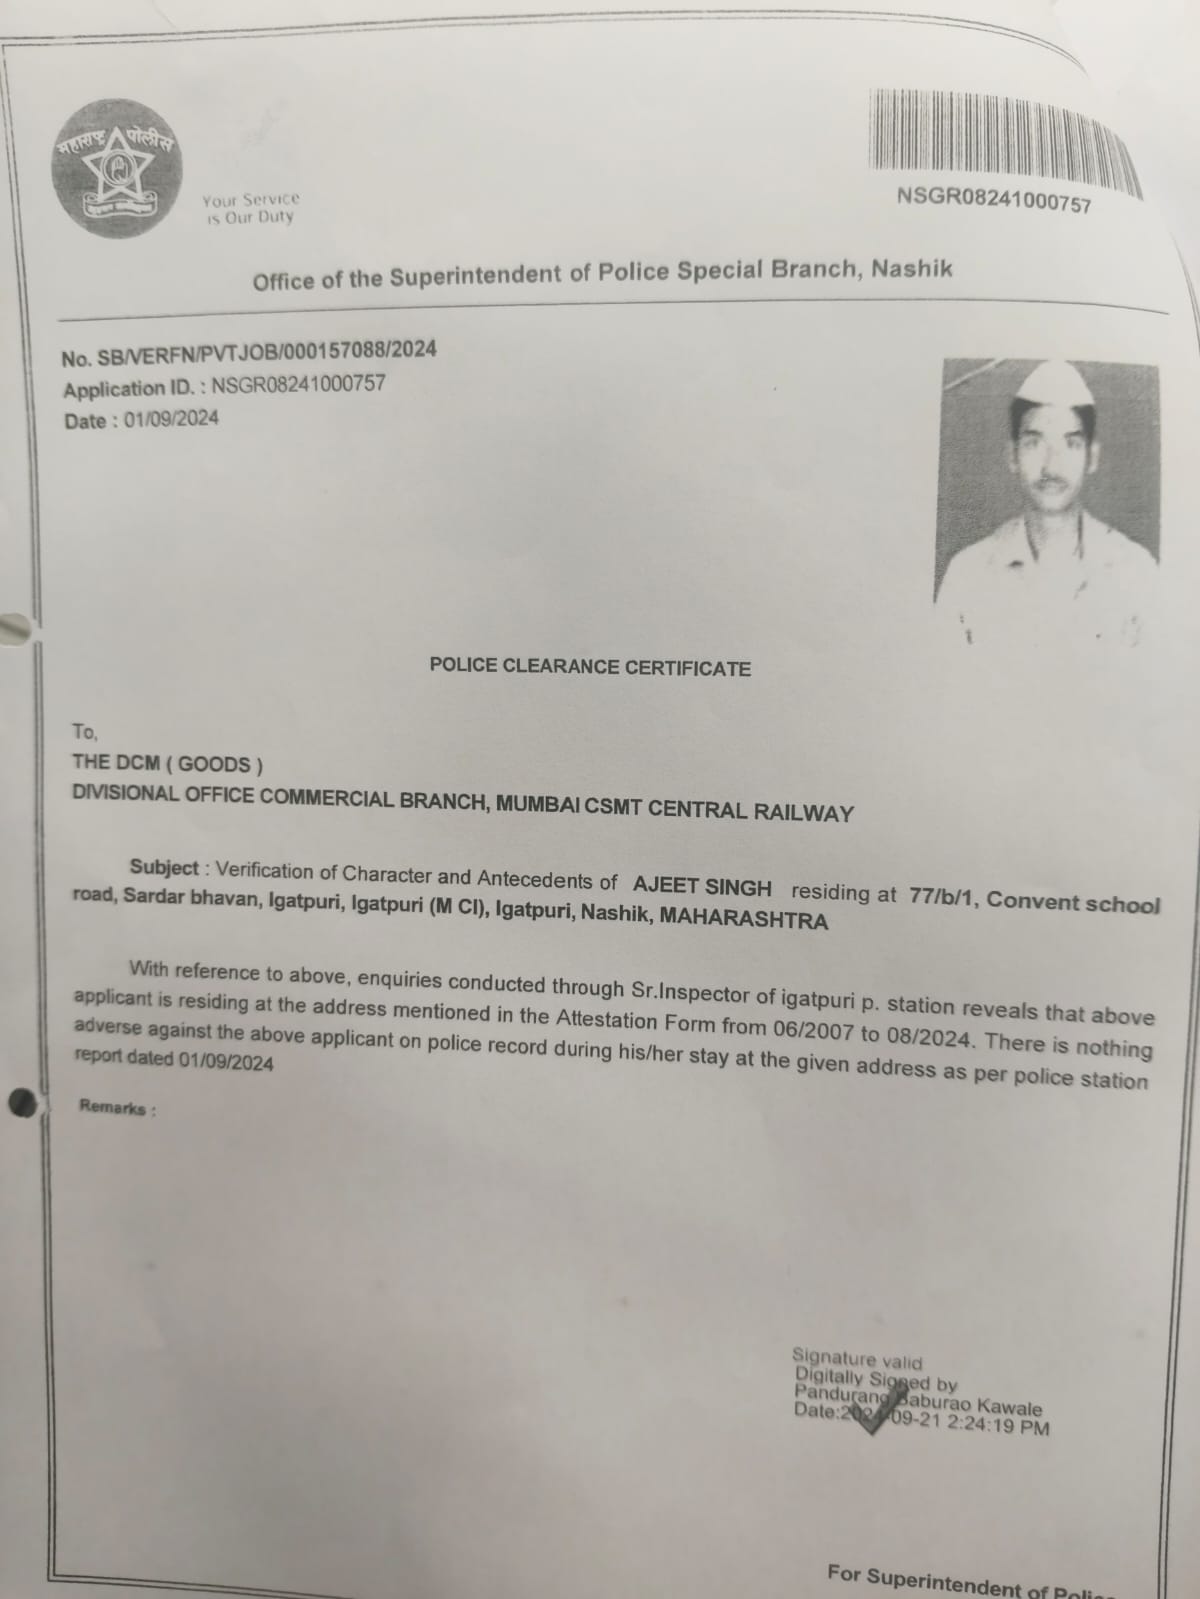 महाराष्ट्र पोलीस
Your Service
is Our Duty
NSGR08241000757
Office of the Superintendent of Police Special Branch, Nashik
No. SB/VERFN/PVTJOB/000157088/2024
Application ID. : NSGR08241000757
Date : 01/09/2024
POLICE CLEARANCE CERTIFICATE
To,
THE DCM ( GOODS )
DIVISIONAL OFFICE COMMERCIAL BRANCH, MUMBAI CSMT CENTRAL RAILWAY
Subject : Verification of Character and Antecedents of AJEET SINGH residing at 77/b/1, Convent school
road, Sardar bhavan, Igatpuri, Igatpuri (M Cl), Igatpuri, Nashik, MAHARASHTRA
With reference to above, enquiries conducted through Sr.Inspector of igatpuri p. station reveals that above
applicant is residing at the address mentioned in the Attestation Form from 06/2007 to 08/2024. There is nothing
adverse against the above applicant on police record during his/her stay at the given address as per police station
report dated 01/09/2024
Remarks :
Signature valid
Digitally Signed by
Pandurang Baburao Kawale
Date:2024-09-21 2:24:19 PM
For Superintendent of Police